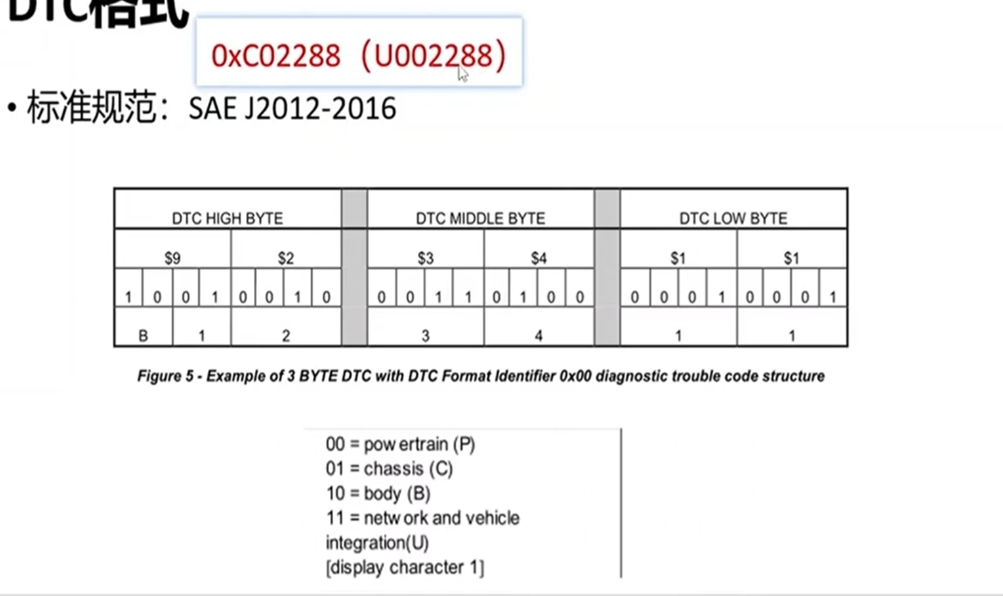 DTC格式
0xC02288（U002288）
• 标准规范：SAE J2012-2016
DTC HIGH BYTE DTC MIDDLE BYTE DTC LOW BYTE
$9 $2 $3 $4 $1 $1
1 0 0 1 0 0 1 0 0 0 1 1 0 1 0 0 0 0 0 1 0 0 0 1
B 1 2 3 4 1 1
Figure 5 - Example of 3 BYTE DTC with DTC Format Identifier 0x00 diagnostic trouble code structure
00 = powertrain (P)
01 = chassis (C)
10 = body (B)
11 = network and vehicle
integration(U)
[display character 1]